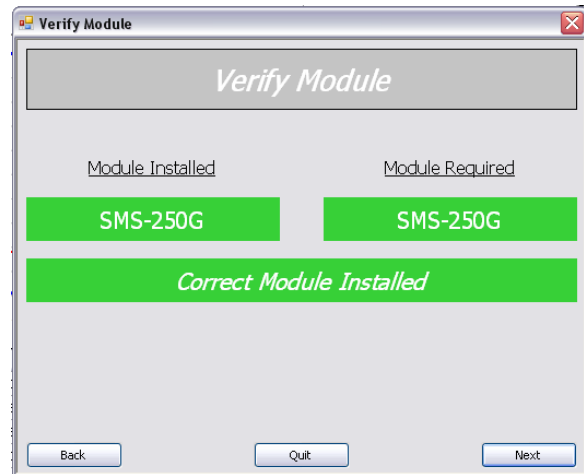 Verify Module
Verify Module
Module Installed Module Required
SMS-250G SMS-250G
Correct Module Installed
Back Quit Next